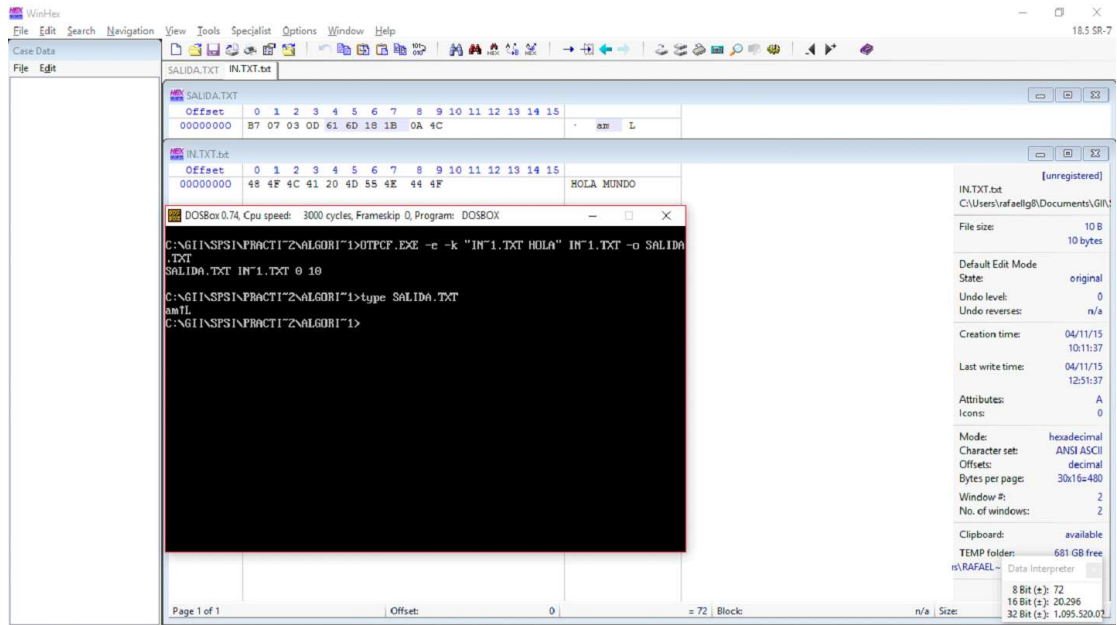 WinHex
File Edit Search Navigation View Tools Specialist Options Window Help 18.5 SR-7
Case Data
File Edit
SALIDA.TXT IN.TXT.txt
SALIDA.TXT
Offset 0 1 2 3 4 5 6 7 8 9 10 11 12 13 14 15
00000000 B7 07 03 0D 61 6D 18 1B 0A 4C · am L
IN.TXT.txt
Offset 0 1 2 3 4 5 6 7 8 9 10 11 12 13 14 15
00000000 48 4F 4C 41 20 4D 55 4E 44 4F HOLA MUNDO
DOSBox 0.74, Cpu speed: 3000 cycles, Frameskip 0, Program: DOSBOX
C:\GII\SPSI\PRACTI~2\ALGORI~1>OTPCF.EXE -e -k "IN~1.TXT HOLA" IN~1.TXT -o SALIDA
.TXT
SALIDA.TXT IN~1.TXT 0 10
C:\GII\SPSI\PRACTI~2\ALGORI~1>type SALIDA.TXT
am↑L
C:\GII\SPSI\PRACTI~2\ALGORI~1>
[unregistered]
IN.TXT.txt
C:\Users\rafaellg8\Documents\GII\
File size: 10 B
10 bytes
Default Edit Mode
State: original
Undo level: 0
Undo reverses: n/a
Creation time: 04/11/15
10:11:37
Last write time: 04/11/15
12:51:37
Attributes: A
Icons: 0
Mode: hexadecimal
Character set: ANSI ASCII
Offsets: decimal
Bytes per page: 30x16=480
Window #: 2
No. of windows: 2
Clipboard: available
TEMP folder: 681 GB free
rs\RAFAEL~
Data Interpreter
8 Bit (±): 72
16 Bit (±): 20.296
32 Bit (±): 1.095.520.07
Page 1 of 1 Offset: 0 = 72 Block: n/a Size: